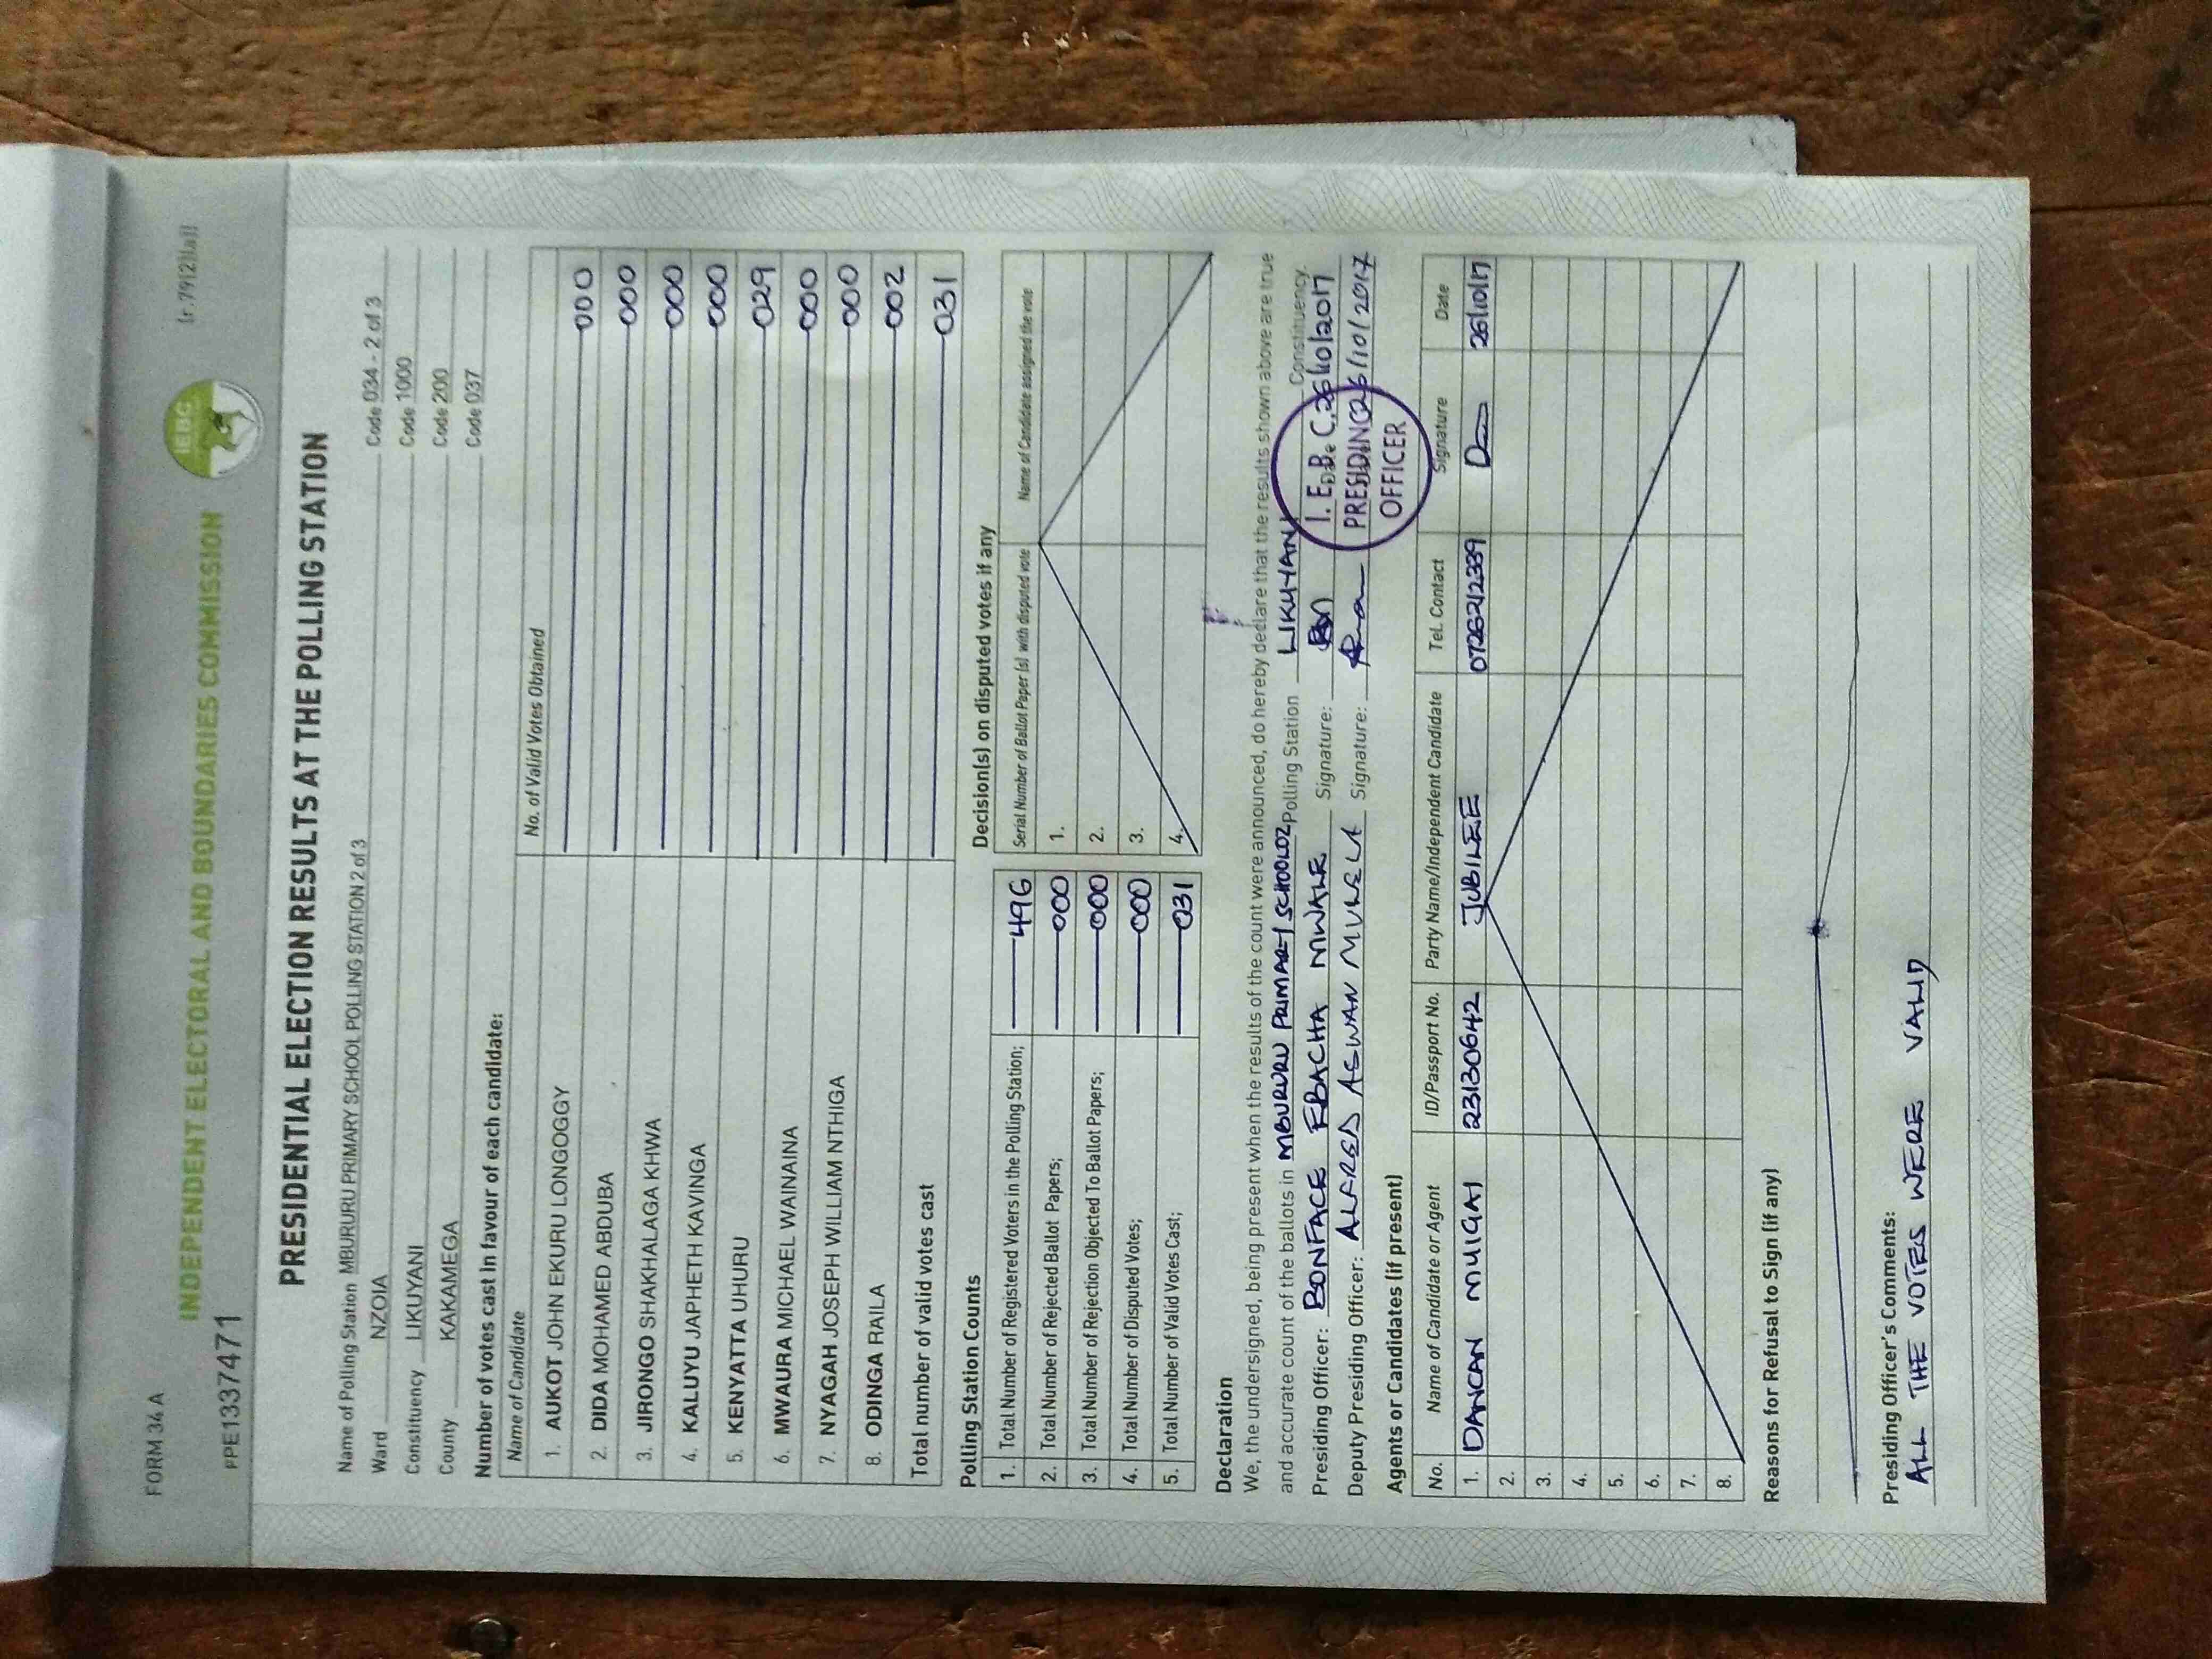 FORM 34 A
[r.79(2)(a)]
IEBC
INDEPENDENT ELECTORAL AND BOUNDARIES COMMISSION
PPE1337471
PRESIDENTIAL ELECTION RESULTS AT THE POLLING STATION
Name of Polling Station MBURURU PRIMARY SCHOOL POLLING STATION 2 of 3 Code 034 - 2 of 3
Ward NZOIA Code 1000
Constituency LIKUYANI Code 200
County KAKAMEGA Code 037
Number of votes cast in favour of each candidate:
Name of Candidate No. of Valid Votes Obtained
1. AUKOT JOHN EKURU LONGOGGY 000
2. DIDA MOHAMED ABDUBA 000
3. JIRONGO SHAKHALAGA KHWA 000
4. KALUYU JAPHETH KAVINGA 000
5. KENYATTA UHURU 029
6. MWAURA MICHAEL WAINAINA 000
7. NYAGAH JOSEPH WILLIAM NTHIGA 000
8. ODINGA RAILA 002
Total number of valid votes cast 031
Polling Station Counts
1. Total Number of Registered Voters in the Polling Station; 496
2. Total Number of Rejected Ballot Papers; 000
3. Total Number of Rejection Objected To Ballot Papers; 000
4. Total Number of Disputed Votes; 000
5. Total Number of Valid Votes Cast; 031
Decision(s) on disputed votes if any
Serial Number of Ballot Paper (s) with disputed vote Name of Candidate assigned the vote
1.
2.
3.
4.
Declaration
We, the undersigned, being present when the results of the count were announced, do hereby declare that the results shown above are true
and accurate count of the ballots in MBURURU PRIMARY SCHOOL 02 Polling Station LIKUYANI Constituency.
Presiding Officer: BONFACE EBACHA MWALE Signature: 26/10/2017
Deputy Presiding Officer: ALFRED ASWAN MUKELA Signature: 26/10/2017
I. E. B. C.
PRESIDING
OFFICER
Agents or Candidates (if present)
No. Name of Candidate or Agent ID/Passport No. Party Name/Independent Candidate Tel. Contact Signature Date
1. DANCAN MUIGAI 23130642 JUBILEE 0726212339 26/10/17
2.
3.
4.
5.
6.
7.
8.
Reasons for Refusal to Sign (if any)
Presiding Officer's Comments:
ALL THE VOTES WERE VALID